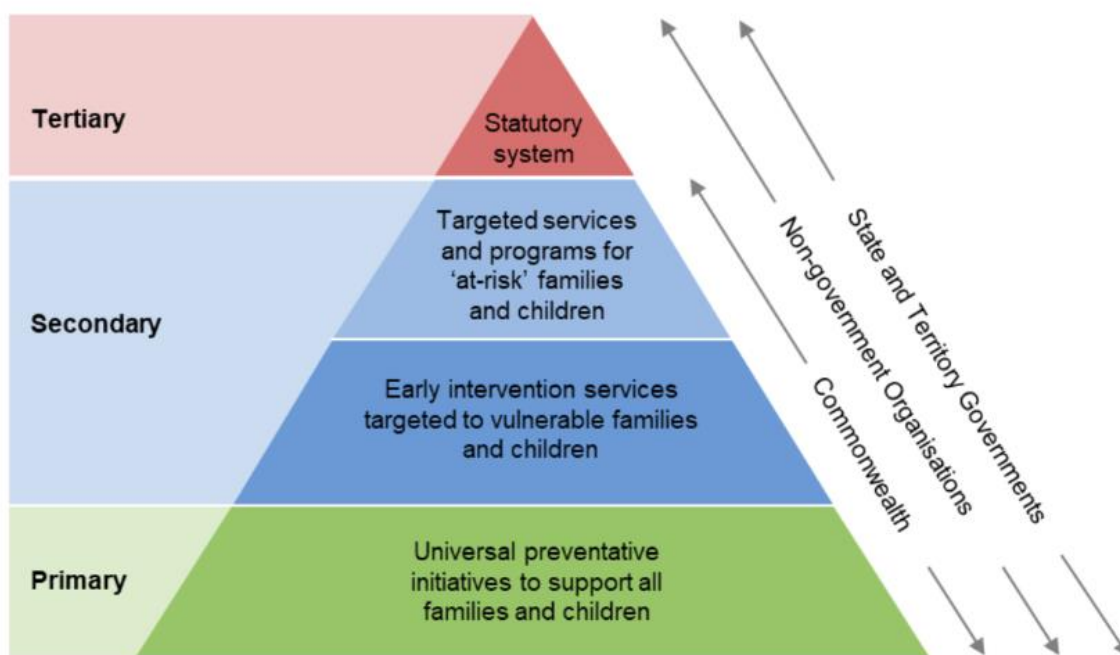 Tertiary
Statutory
system
Secondary
Targeted services
and programs for
‘at-risk’ families
and children
Early intervention services
targeted to vulnerable families
and children
Primary
Universal preventative
initiatives to support all
families and children
Commonwealth
Non-government Organisations
State and Territory Governments